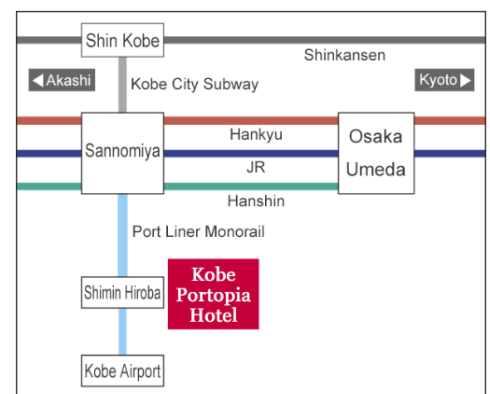 Shin Kobe
Shinkansen
◀Akashi
Kobe City Subway
Kyoto▶
Hankyu
Sannomiya
Osaka
Umeda
JR
Hanshin
Port Liner Monorail
Shimin Hiroba
Kobe
Portopia
Hotel
Kobe Airport